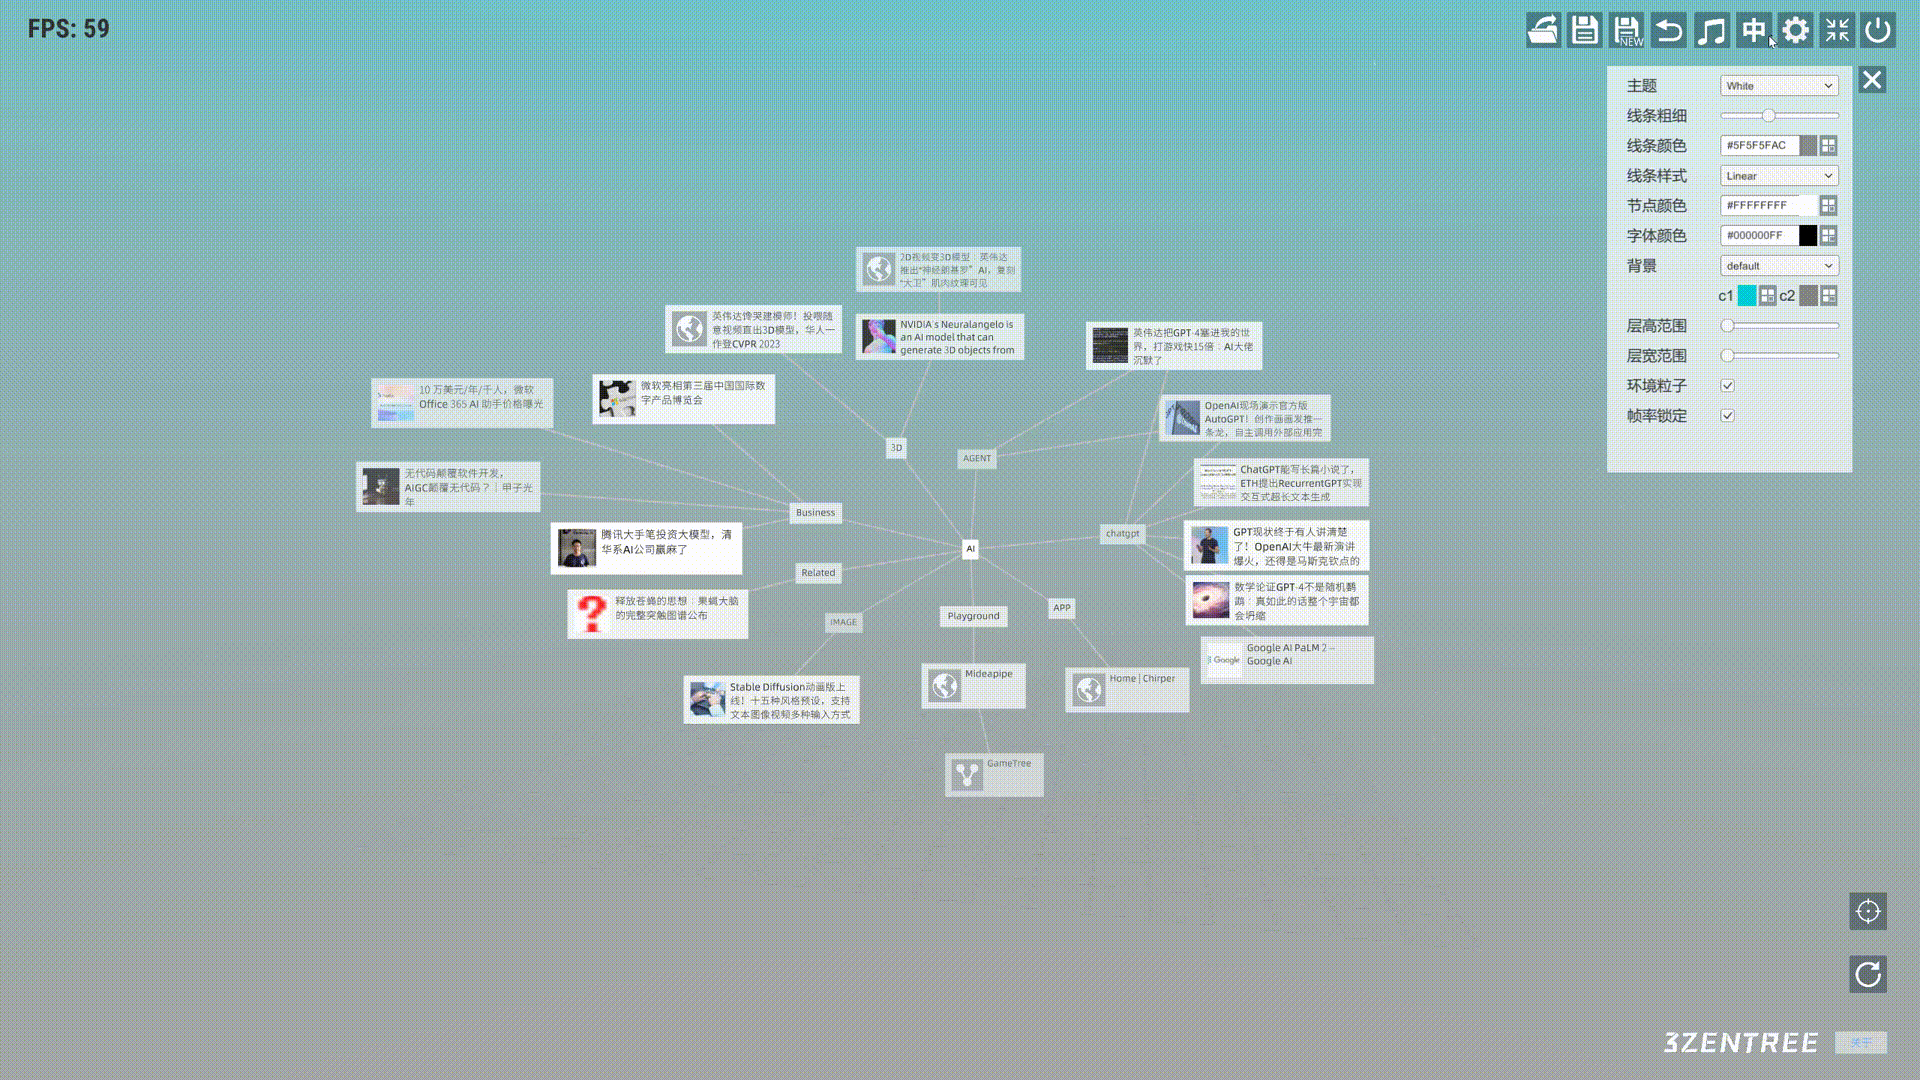 FPS: 59
NEW
中
主题
White
线条粗细
线条颜色
#5F5F5FAC
线条样式
Linear
节点颜色
#FFFFFFFF
字体颜色
#000000FF
背景
default
c1
c2
层高范围
层宽范围
环境粒子
帧率锁定
2D视频变3D模型：英伟达
推出“神经朗基罗”AI，复刻
“大卫”肌肉纹理可见
英伟达馋哭建模师！投喂随
意视频直出3D模型，华人一
作登CVPR 2023
NVIDIA's Neuralangelo is
an AI model that can
generate 3D objects from
英伟达把GPT-4塞进我的世
界，打游戏快15倍：AI大佬
沉默了
10 万美元/年/千人，微软
Office 365 AI 助手价格曝光
微软亮相第三届中国国际数
字产品博览会
OpenAI现场演示官方版
AutoGPT！创作画画发推一
条龙，自主调用外部应用完
3D
AGENT
无代码颠覆软件开发，
AIGC颠覆无代码？｜甲子光
年
ChatGPT能写长篇小说了，
ETH提出RecurrentGPT实现
交互式超长文本生成
Business
chatgpt
AI
腾讯大手笔投资大模型，清
华系AI公司赢麻了
GPT现状终于有人讲清楚
了！OpenAI大牛最新演讲
爆火，还得是马斯克钦点的
Related
释放苍蝇的思想：果蝇大脑
的完整突触图谱公布
数学论证GPT-4不是随机鹦
鹉：真如此的话整个宇宙都
会坍缩
IMAGE
Playground
APP
Google
Google AI PaLM 2 –
Google AI
Stable Diffusion动画版上
线！十五种风格预设，支持
文本图像视频多种输入方式
Mideapipe
Home | Chirper
GameTree
3ZENTREE
关于